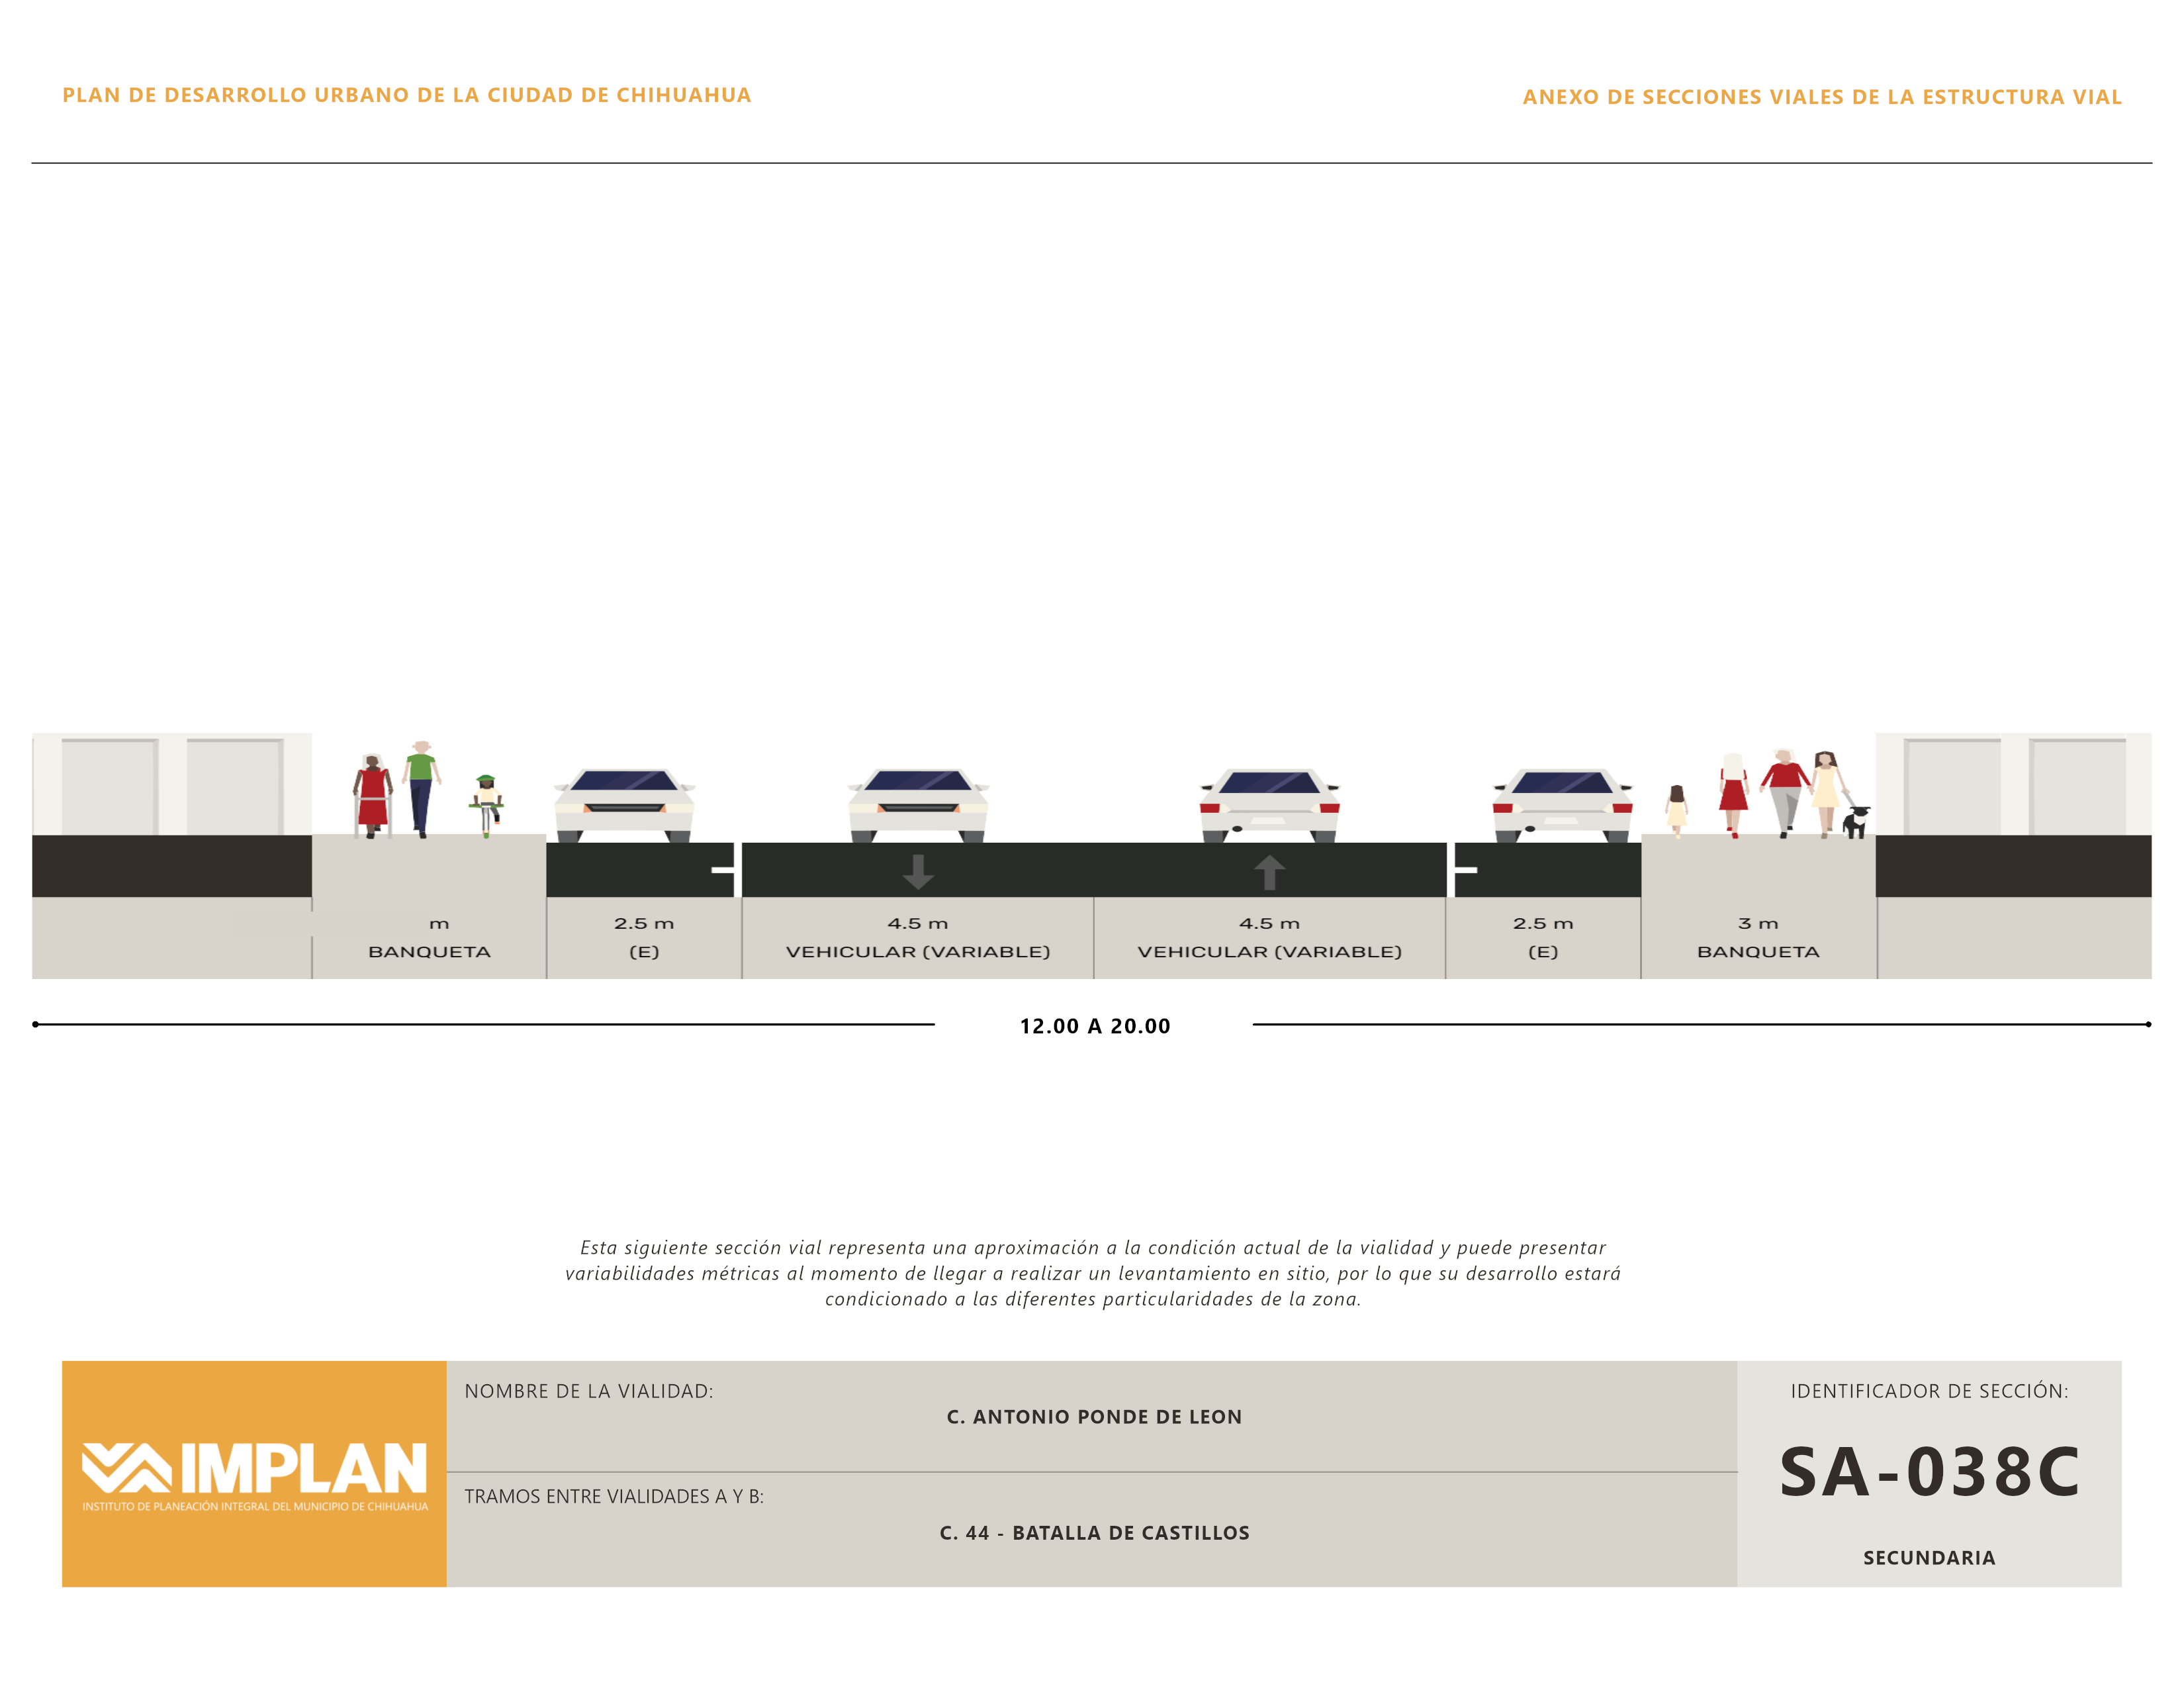 PLAN DE DESARROLLO URBANO DE LA CIUDAD DE CHIHUAHUA
ANEXO DE SECCIONES VIALES DE LA ESTRUCTURA VIAL
m
BANQUETA
2.5 m
(E)
4.5 m
VEHICULAR (VARIABLE)
4.5 m
VEHICULAR (VARIABLE)
2.5 m
(E)
3 m
BANQUETA
12.00 A 20.00
Esta siguiente sección vial representa una aproximación a la condición actual de la vialidad y puede presentar
variabilidades métricas al momento de llegar a realizar un levantamiento en sitio, por lo que su desarrollo estará
condicionado a las diferentes particularidades de la zona.
IMPLAN
INSTITUTO DE PLANEACIÓN INTEGRAL DEL MUNICIPIO DE CHIHUAHUA
NOMBRE DE LA VIALIDAD:
C. ANTONIO PONDE DE LEON
TRAMOS ENTRE VIALIDADES A Y B:
C. 44 - BATALLA DE CASTILLOS
IDENTIFICADOR DE SECCIÓN:
SA-038C
SECUNDARIA